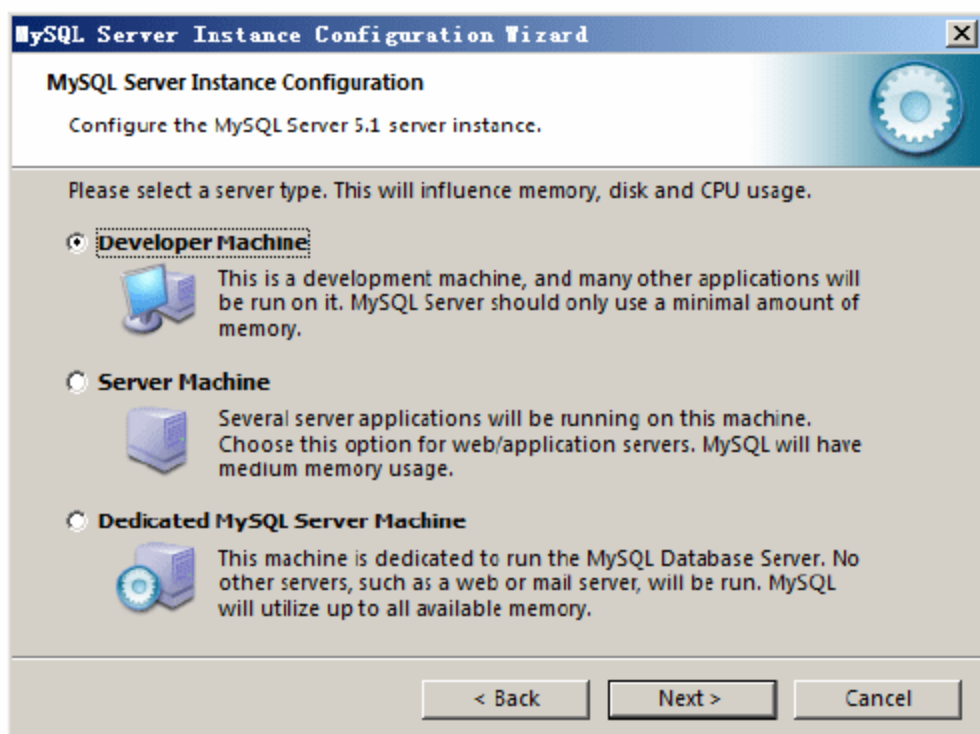 MySQL Server Instance Configuration Wizard
MySQL Server Instance Configuration
Configure the MySQL Server 5.1 server instance.
Please select a server type. This will influence memory, disk and CPU usage.
Developer Machine
This is a development machine, and many other applications will
be run on it. MySQL Server should only use a minimal amount of
memory.
Server Machine
Several server applications will be running on this machine.
Choose this option for web/application servers. MySQL will have
medium memory usage.
Dedicated MySQL Server Machine
This machine is dedicated to run the MySQL Database Server. No
other servers, such as a web or mail server, will be run. MySQL
will utilize up to all available memory.
< Back
Next >
Cancel